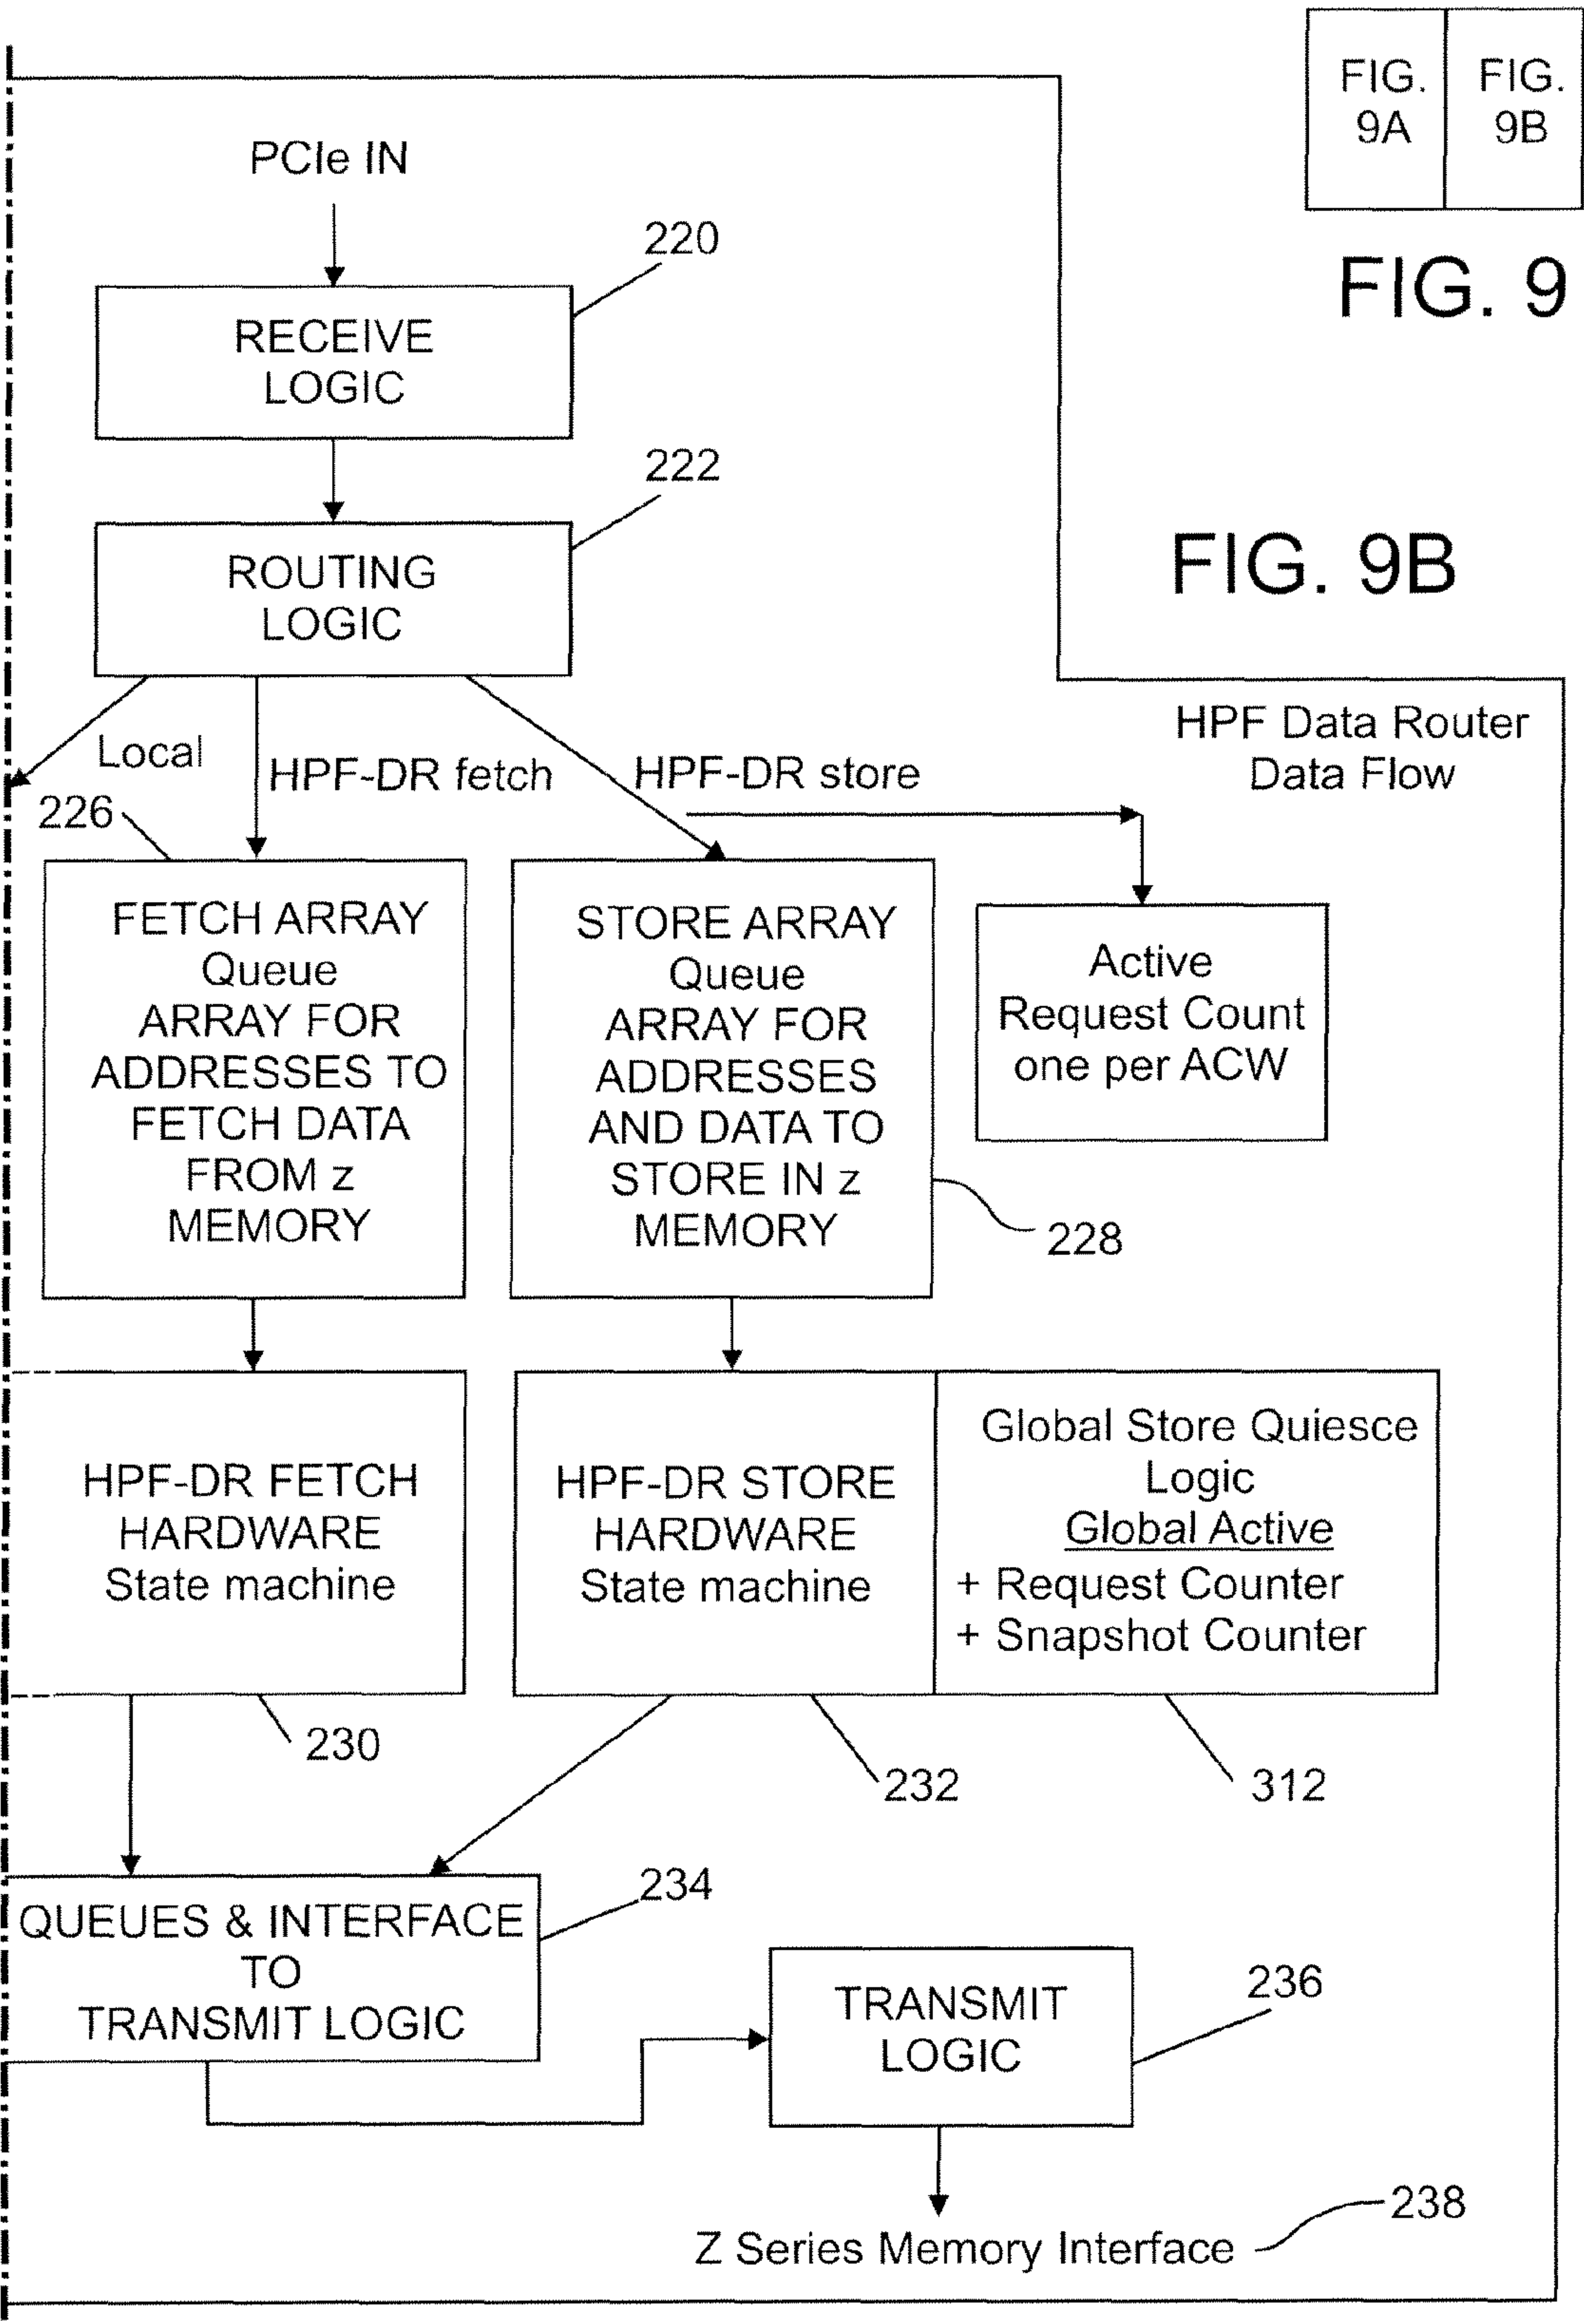 FIG.
9A
FIG.
9B
FIG. 9
PCIe IN
220
RECEIVE
LOGIC
222
ROUTING
LOGIC
FIG. 9B
HPF Data Router
Data Flow
Local
HPF-DR fetch
HPF-DR store
226
FETCH ARRAY
Queue
ARRAY FOR
ADDRESSES TO
FETCH DATA
FROM z
MEMORY
STORE ARRAY
Queue
ARRAY FOR
ADDRESSES
AND DATA TO
STORE IN z
MEMORY
228
Active
Request Count
one per ACW
HPF-DR FETCH
HARDWARE
State machine
230
HPF-DR STORE
HARDWARE
State machine
232
Global Store Quiesce
Logic
Global Active
+ Request Counter
+ Snapshot Counter
312
QUEUES & INTERFACE
TO
TRANSMIT LOGIC
234
TRANSMIT
LOGIC
236
Z Series Memory Interface
238